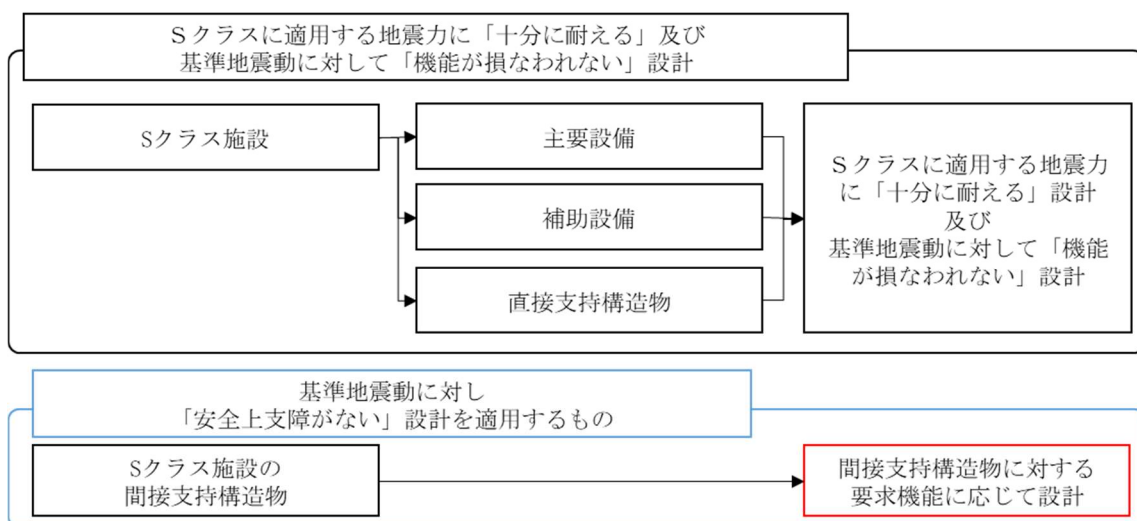 Ｓクラスに適用する地震力に「十分に耐える」及び
基準地震動に対して「機能が損なわれない」設計
Sクラス施設
主要設備
補助設備
直接支持構造物
Ｓクラスに適用する地震力
に「十分に耐える」設計
及び
基準地震動に対して「機能
が損なわれない」設計
基準地震動に対し
「安全上支障がない」設計を適用するもの
Sクラス施設の
間接支持構造物
間接支持構造物に対する
要求機能に応じて設計